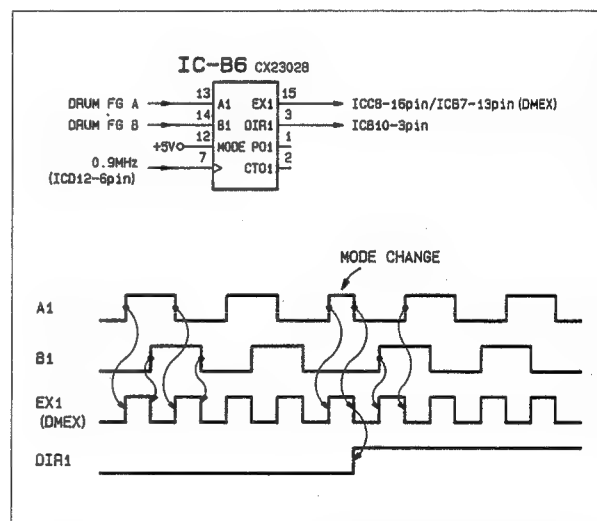 IC-B6 CX23028
DRUM FG A
13
A1
EX1
15
ICC8-16pin/ICB7-13pin (DMEX)
DRUM FG B
14
B1
DIR1
3
ICB10-3pin
+5V
12
MODE
PO1
1
0.9MHz
(ICD12-6pin)
7
CTO1
2
MODE CHANGE
A1
B1
EX1
(DMEX)
DIR1